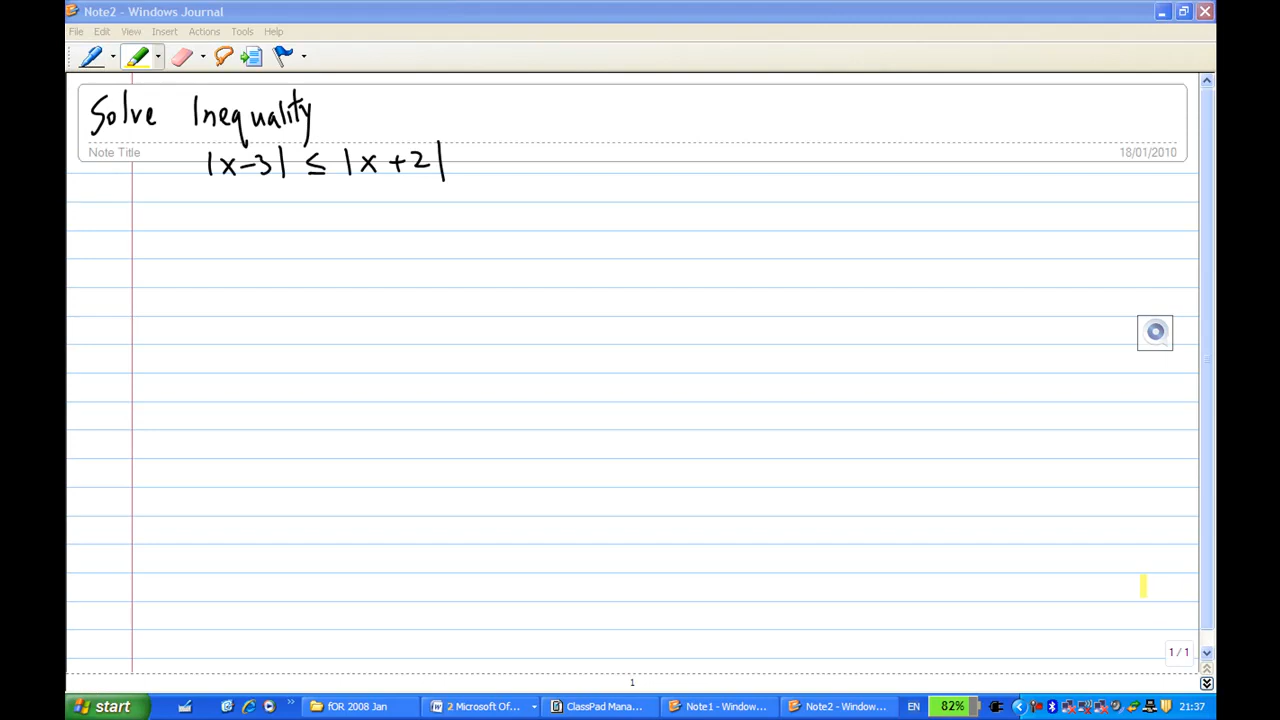 Note2 - Windows Journal
File Edit View Insert Actions Tools Help
Solve Inequality
Note Title
|x-3| ≤ |x+2|
18/01/2010
1 / 1
1
start
fOR 2008 Jan
2 Microsoft Of...
ClassPad Mana...
Note1 - Window...
Note2 - Window...
EN
82%
21:37